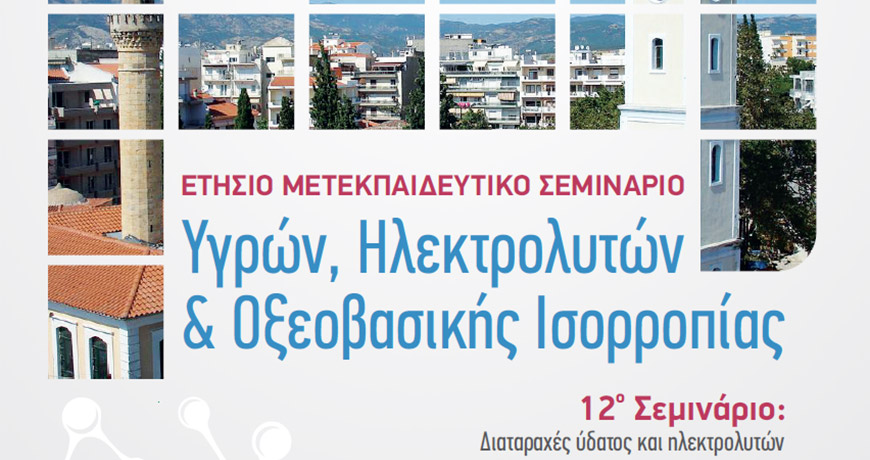 ΕΤΗΣΙΟ ΜΕΤΕΚΠΑΙΔΕΥΤΙΚΟ ΣΕΜΙΝΑΡΙΟ
Υγρών, Ηλεκτρολυτών
& Οξεοβασικής Ισορροπίας
12ο Σεμινάριο:
Διαταραχές ύδατος και ηλεκτρολυτών